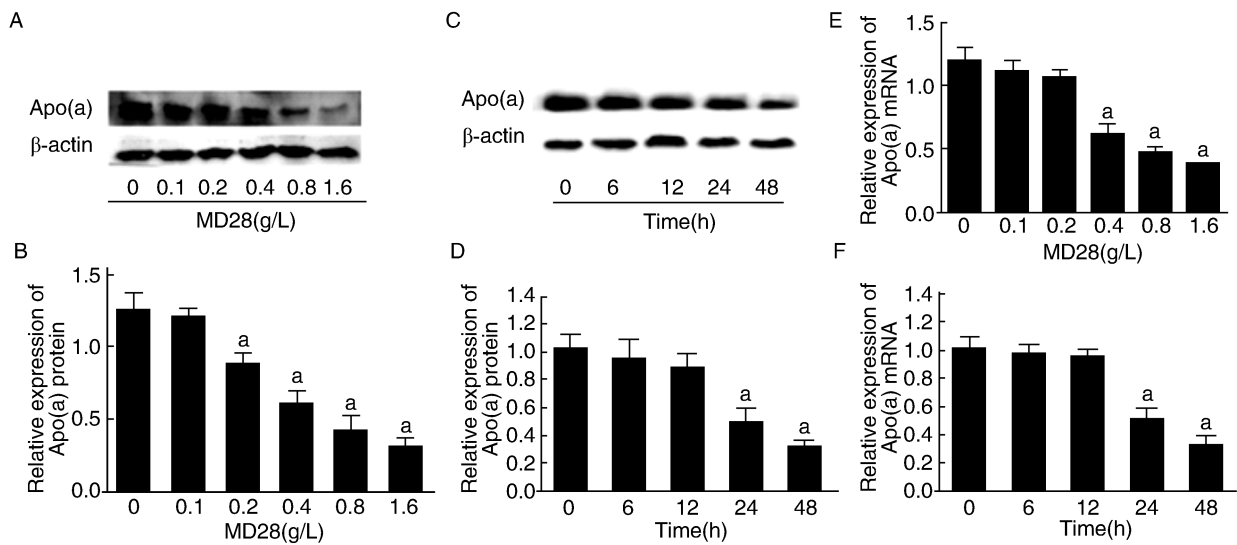 A
Apo(a)
β-actin
0 0.1 0.2 0.4 0.8 1.6
MD28(g/L)
B
Relative expression of
Apo(a) protein
1.5
1.0
0.5
0.0
a
a
a
a
0 0.1 0.2 0.4 0.8 1.6
MD28(g/L)
C
Apo(a)
β-actin
0 6 12 24 48
Time(h)
D
Relative expression of
Apo(a) protein
1.4
1.2
1.0
0.8
0.6
0.4
0.2
0.0
a
a
0 6 12 24 48
Time(h)
E
Relative expression of
Apo(a) mRNA
1.5
1.0
0.5
0.0
a
a
a
0 0.1 0.2 0.4 0.8 1.6
MD28(g/L)
F
Relative expression of
Apo(a) mRNA
1.4
1.2
1.0
0.8
0.6
0.4
0.2
0.0
a
a
0 6 12 24 48
Time(h)